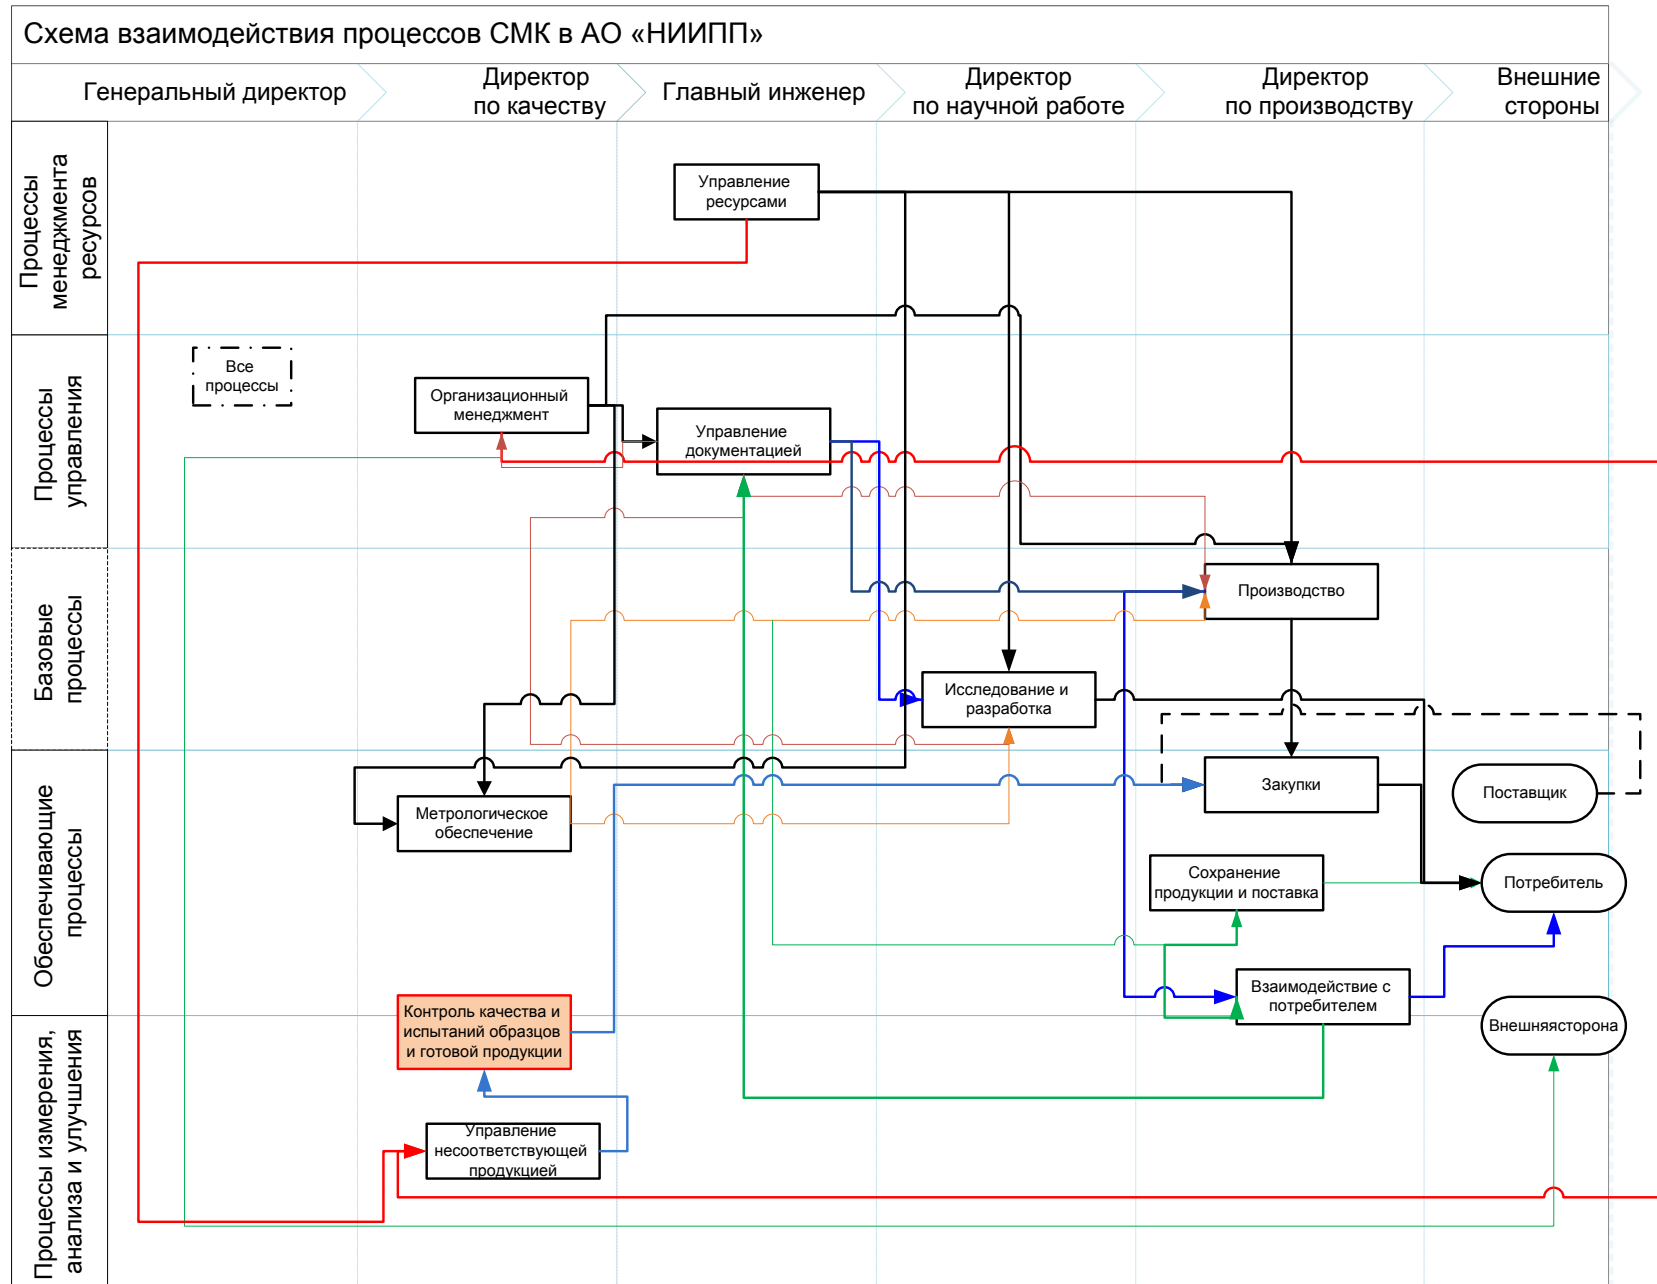 Схема взаимодействия процессов СМК в АО «НИИПП»
Генеральный директор
Директор
по качеству
Главный инженер
Директор
по научной работе
Директор
по производству
Внешние
стороны
Процессы
менеджмента
ресурсов
Управление
ресурсами
Процессы
управления
Все
процессы
Организационный
менеджмент
Управление
документацией
Базовые
процессы
Производство
Исследование и
разработка
Обеспечивающие
процессы
Метрологическое
обеспечение
Закупки
Поставщик
Сохранение
продукции и поставка
Потребитель
Взаимодействие с
потребителем
Процессы измерения,
анализа и улучшения
Контроль качества и
испытаний образцов
и готовой продукции
Внешняясторона
Управление
несоответствующей
продукцией